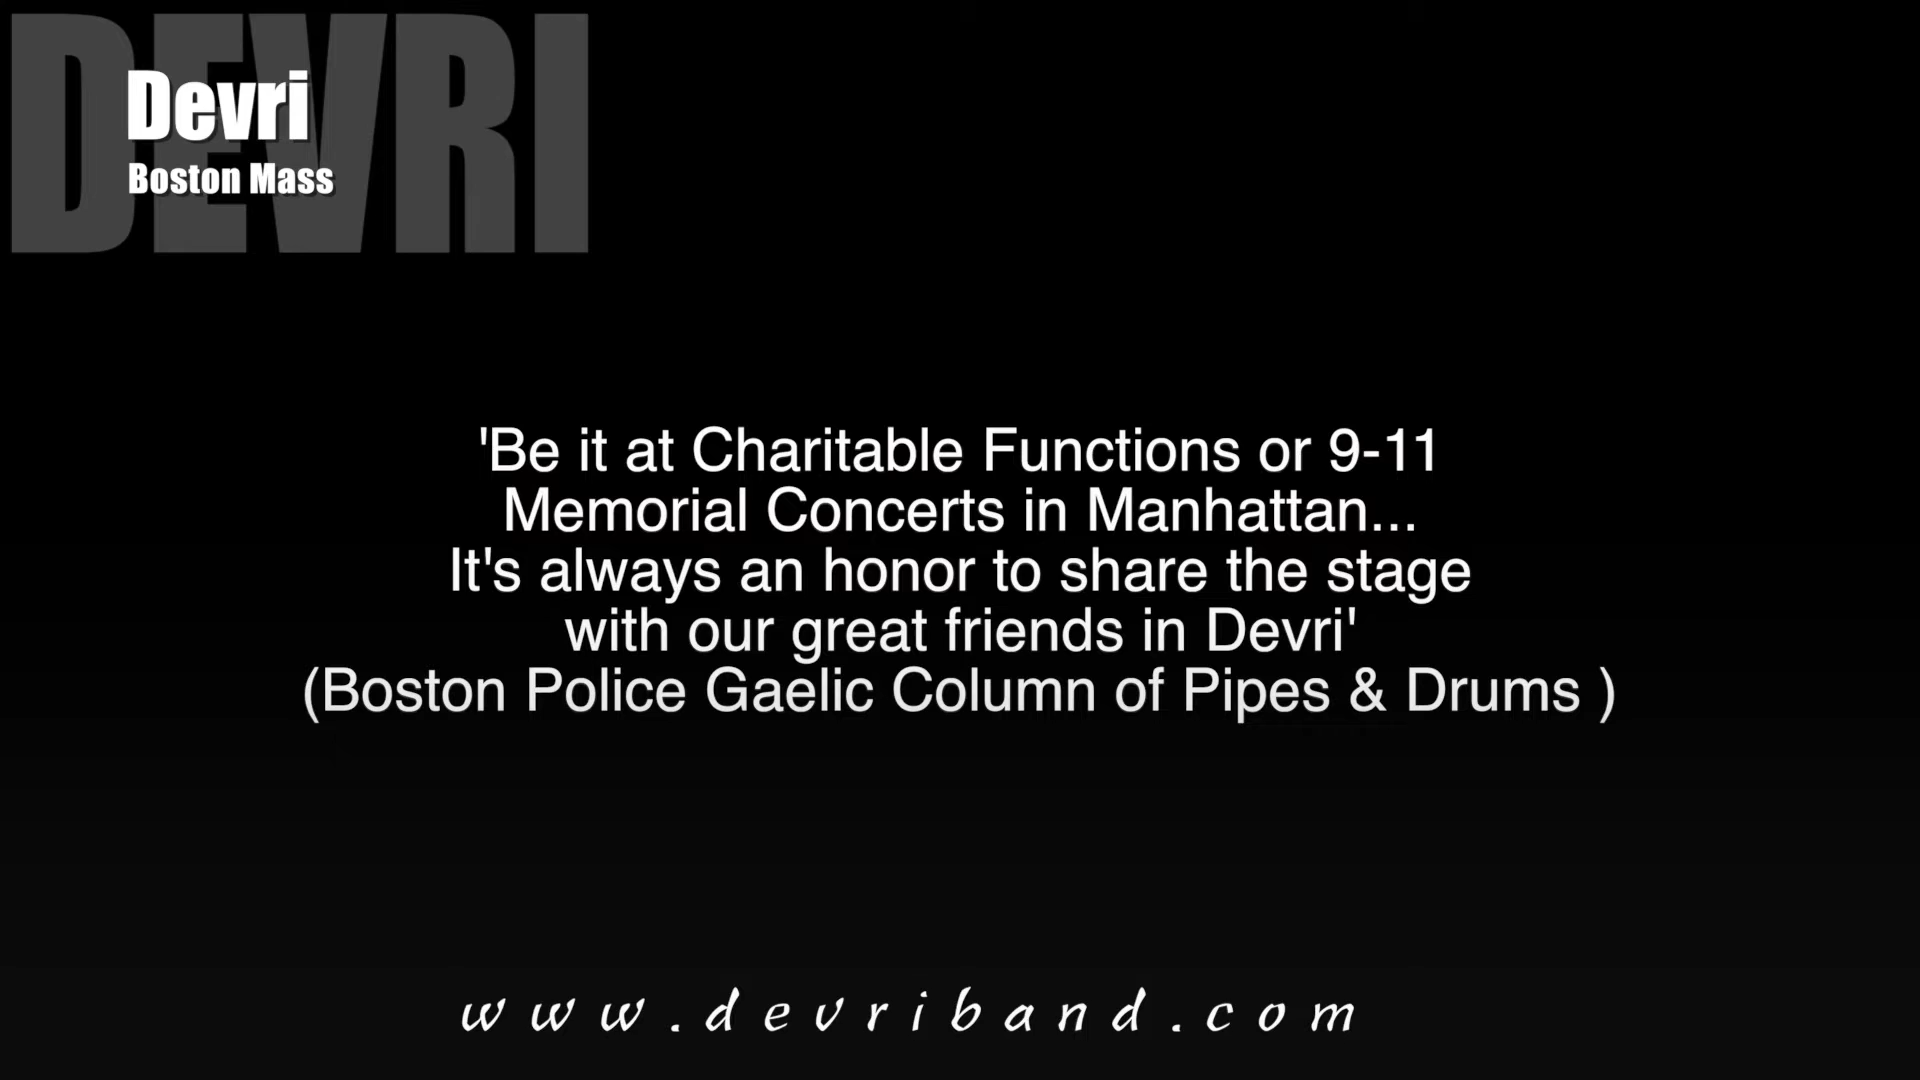 DEVRI
Devri
Boston Mass
'Be it at Charitable Functions or 9-11
Memorial Concerts in Manhattan...
It's always an honor to share the stage
with our great friends in Devri'
(Boston Police Gaelic Column of Pipes & Drums )
www.devriband.com